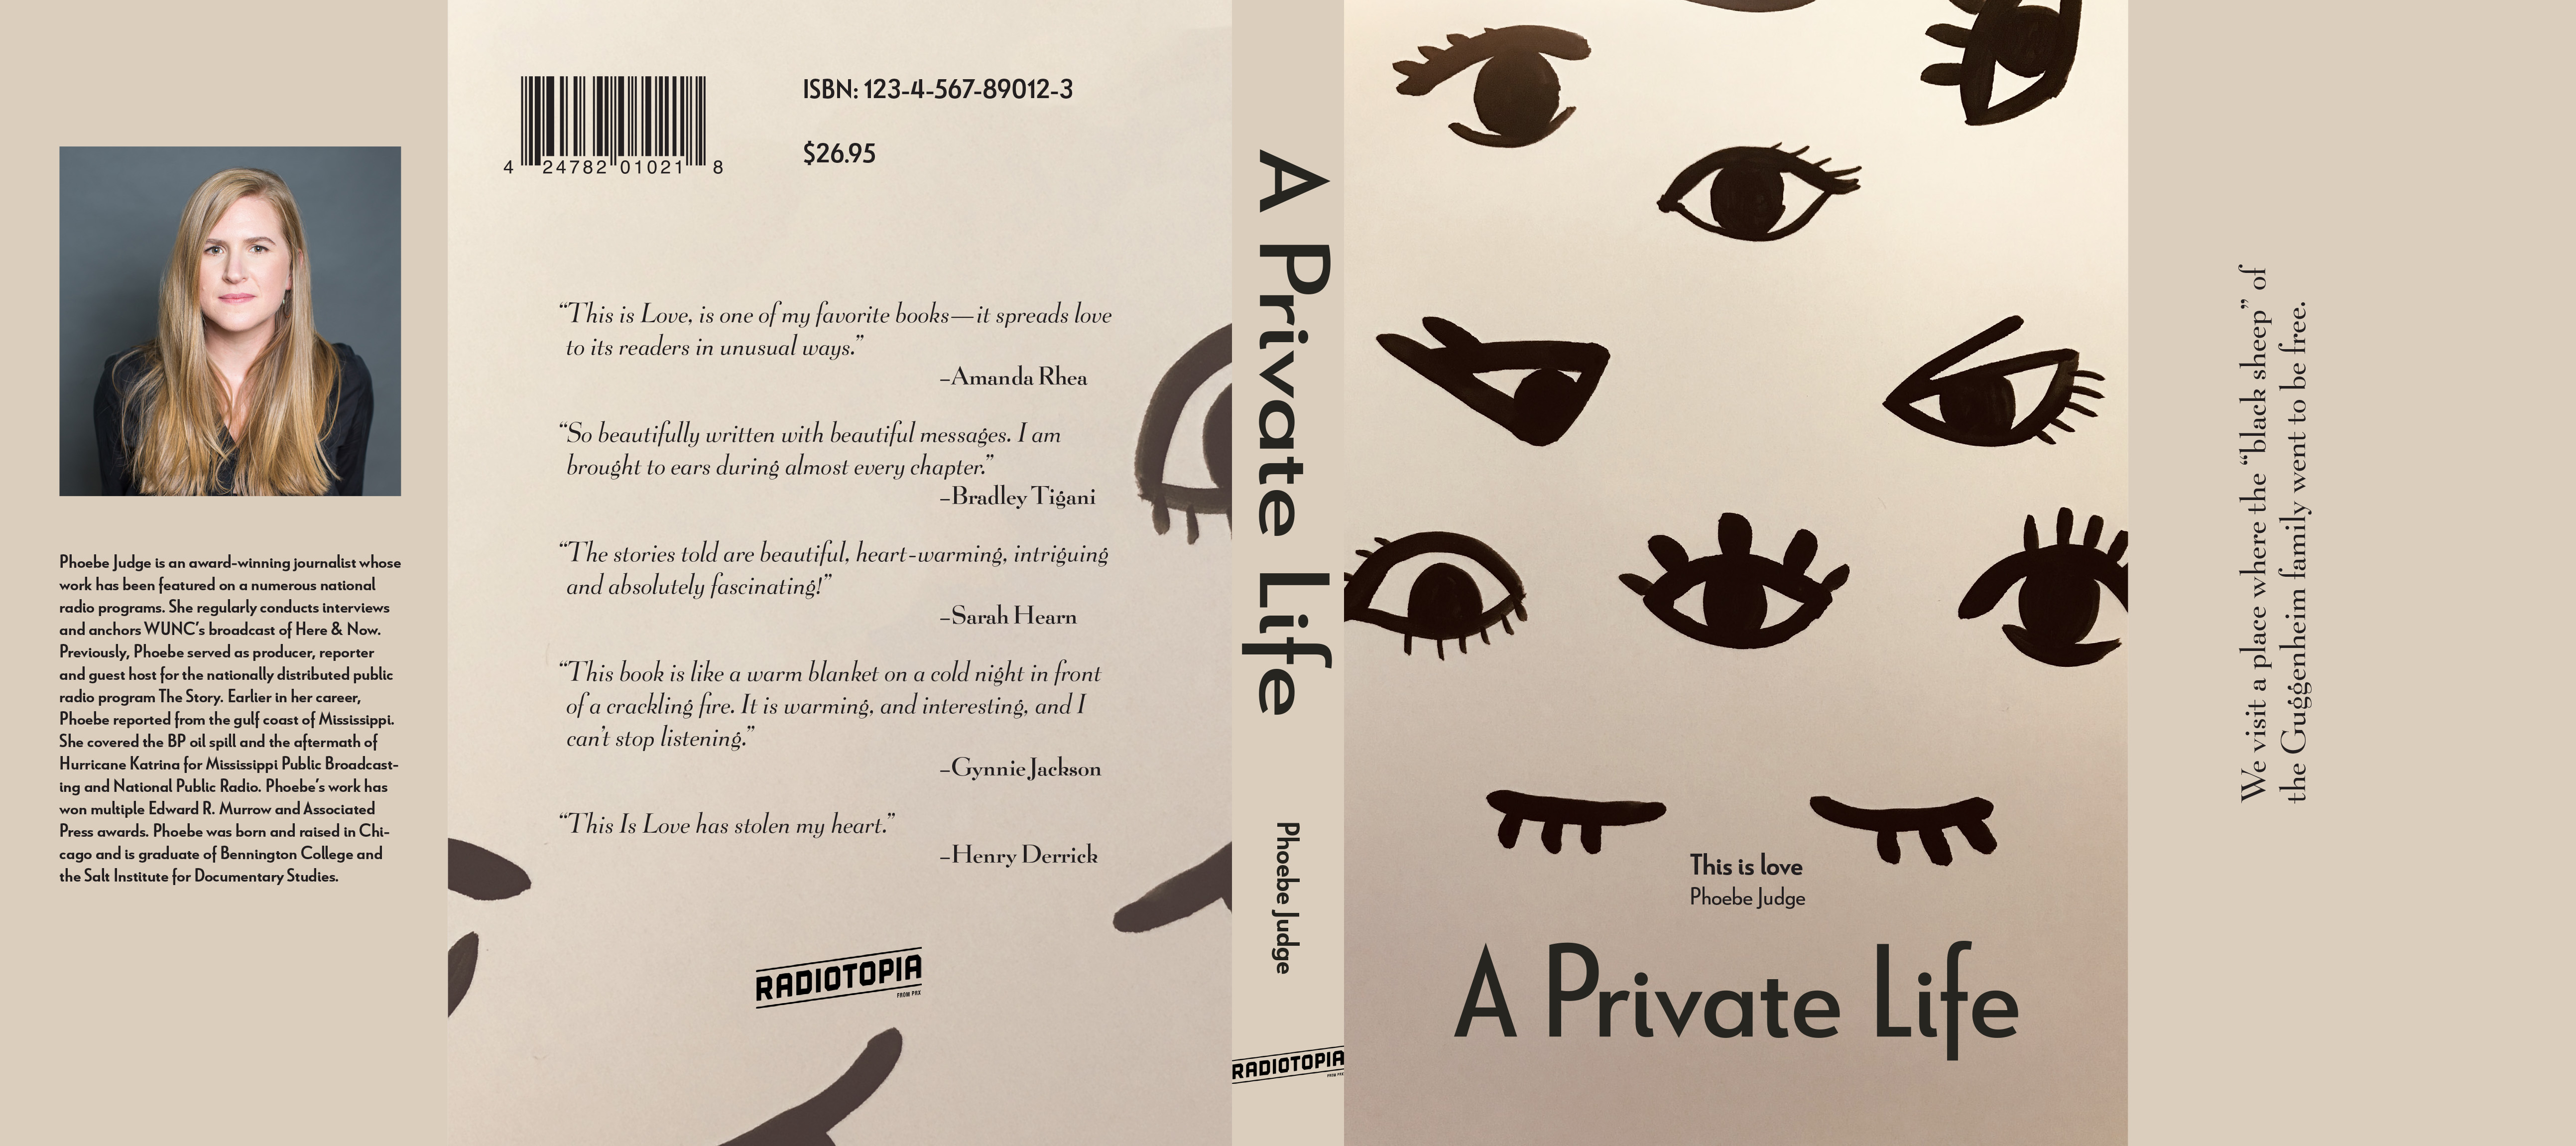 Phoebe Judge is an award-winning journalist whose
work has been featured on a numerous national
radio programs. She regularly conducts interviews
and anchors WUNC's broadcast of Here & Now.
Previously, Phoebe served as producer, reporter
and guest host for the nationally distributed public
radio program The Story. Earlier in her career,
Phoebe reported from the gulf coast of Mississippi.
She covered the BP oil spill and the aftermath of
Hurricane Katrina for Mississippi Public Broadcast-
ing and National Public Radio. Phoebe's work has
won multiple Edward R. Murrow and Associated
Press awards. Phoebe was born and raised in Chi-
cago and is graduate of Bennington College and
the Salt Institute for Documentary Studies.
4 24782 01021 8
ISBN: 123-4-567-89012-3
$26.95
“This is Love, is one of my favorite books—it spreads love
to its readers in unusual ways.”
–Amanda Rhea
“So beautifully written with beautiful messages. I am
brought to ears during almost every chapter.”
–Bradley Tigani
“The stories told are beautiful, heart-warming, intriguing
and absolutely fascinating!”
–Sarah Hearn
“This book is like a warm blanket on a cold night in front
of a crackling fire. It is warming, and interesting, and I
can't stop listening.”
–Gynnie Jackson
“This Is Love has stolen my heart.”
–Henry Derrick
RADIOTOPIA
FROM PRX
A Private Life
Phoebe Judge
RADIOTOPIA
FROM PRX
This is love
Phoebe Judge
A Private Life
We visit a place where the “black sheep” of
the Guggenheim family went to be free.